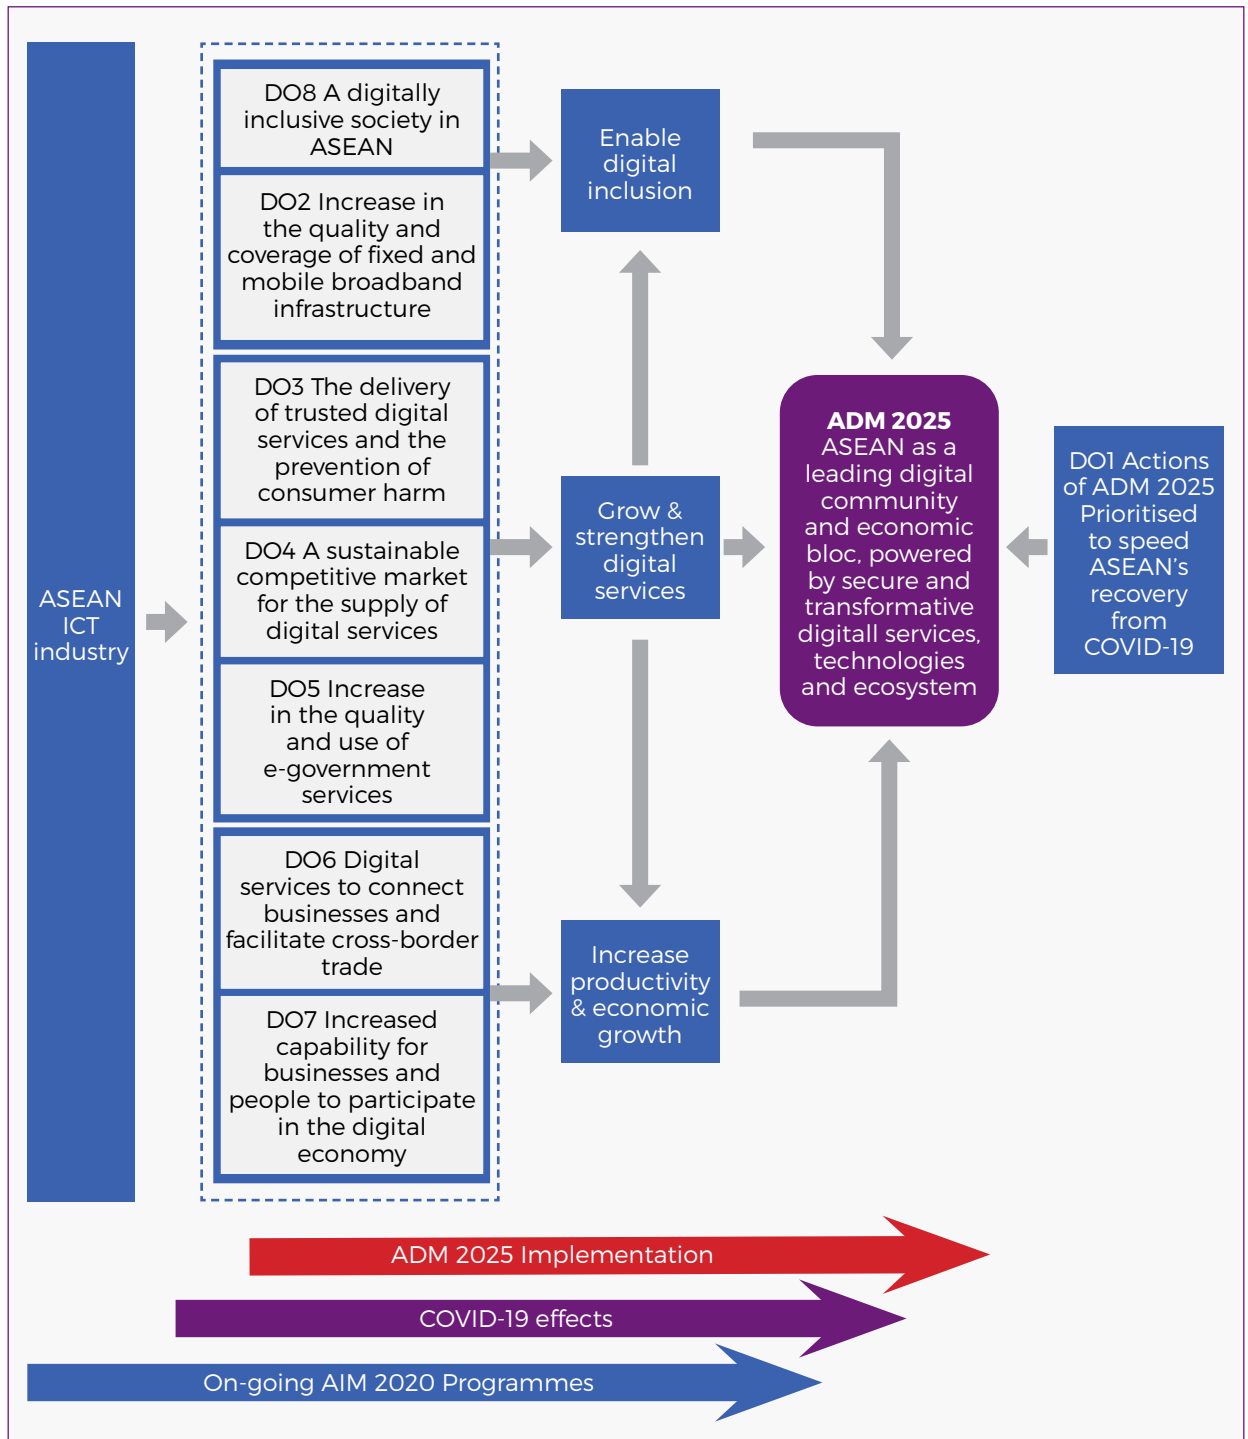 ASEAN
ICT
industry
DO8 A digitally
inclusive society in
ASEAN
DO2 Increase in
the quality and
coverage of fixed and
mobile broadband
infrastructure
DO3 The delivery
of trusted digital
services and the
prevention of
consumer harm
DO4 A sustainable
competitive market
for the supply of
digital services
DO5 Increase
in the quality
and use of
e-government
services
DO6 Digital
services to connect
businesses and
facilitate cross-border
trade
DO7 Increased
capability for
businesses and
people to participate
in the digital
economy
Enable
digital
inclusion
Grow &
strengthen
digital
services
Increase
productivity
& economic
growth
ADM 2025
ASEAN as a
leading digital
community
and economic
bloc, powered
by secure and
transformative
digitall services,
technologies
and ecosystem
DO1 Actions
of ADM 2025
Prioritised
to speed
ASEAN's
recovery
from
COVID-19
ADM 2025 Implementation
COVID-19 effects
On-going AIM 2020 Programmes